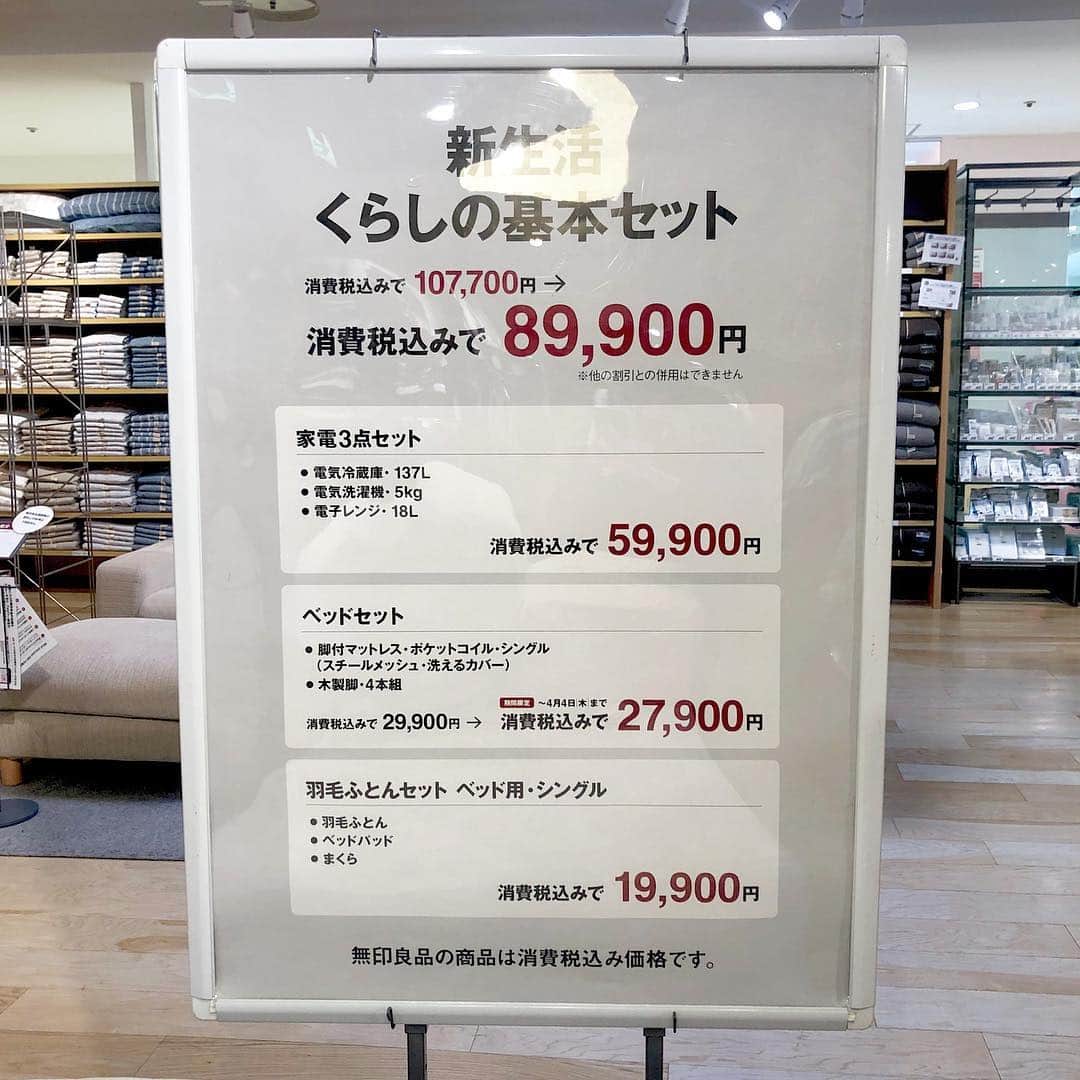 新生活
くらしの基本セット
消費税込みで 107,700円 →
消費税込みで 89,900円
※他の割引との併用はできません
家電3点セット
● 電気冷蔵庫・137L
● 電気洗濯機・5kg
● 電子レンジ・18L
消費税込みで 59,900円
ベッドセット
● 脚付マットレス・ポケットコイル・シングル
(スチールメッシュ・洗えるカバー)
● 木製脚・4本組
期間限定 ～4月4日|木|まで
消費税込みで 29,900円 → 消費税込みで 27,900円
羽毛ふとんセット ベッド用・シングル
● 羽毛ふとん
● ベッドパッド
● まくら
消費税込みで 19,900円
無印良品の商品は消費税込み価格です。